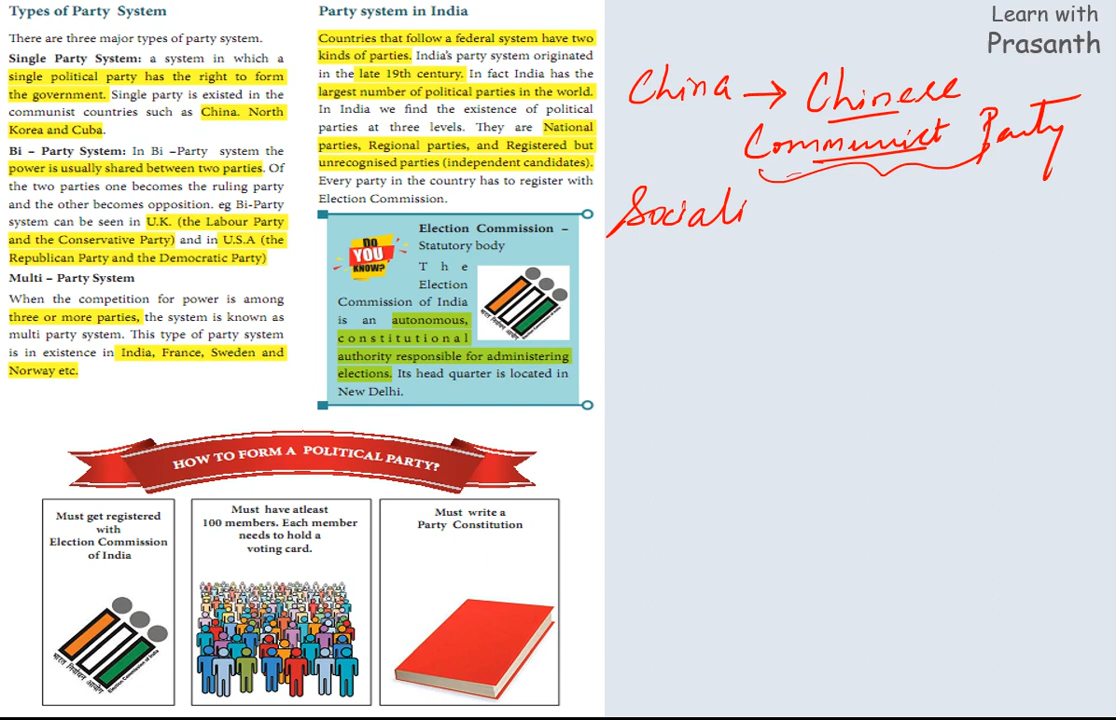 Types of Party System
There are three major types of party system.
Single Party System: a system in which a
single political party has the right to form
the government. Single party is existed in the
communist countries such as China. North
Korea and Cuba.
Bi – Party System: In Bi –Party system the
power is usually shared between two parties. Of
the two parties one becomes the ruling party
and the other becomes opposition. eg Bi-Party
system can be seen in U.K. (the Labour Party
and the Conservative Party) and in U.S.A (the
Republican Party and the Democratic Party)
Multi – Party System
When the competition for power is among
three or more parties, the system is known as
multi party system. This type of party system
is in existence in India, France, Sweden and
Norway etc.
Party system in India
Countries that follow a federal system have two
kinds of parties. India's party system originated
in the late 19th century. In fact India has the
largest number of political parties in the world.
In India we find the existence of political
parties at three levels. They are National
parties, Regional parties, and Registered but
unrecognised parties (independent candidates).
Every party in the country has to register with
Election Commission.
DO
YOU
KNOW?
Election Commission –
Statutory body
The
Election
Commission of India
is an autonomous,
constitutional
authority responsible for administering
elections. Its head quarter is located in
New Delhi.
भारत निर्वाचन आयोग
Election Commission of India
HOW TO FORM A POLITICAL PARTY?
Must get registered
with
Election Commission
of India
भारत निर्वाचन आयोग
Election Commission of India
Must have atleast
100 members. Each member
needs to hold a
voting card.
Must write a
Party Constitution
Learn with
Prasanth
China → Chinese
Communist Party
Sociali